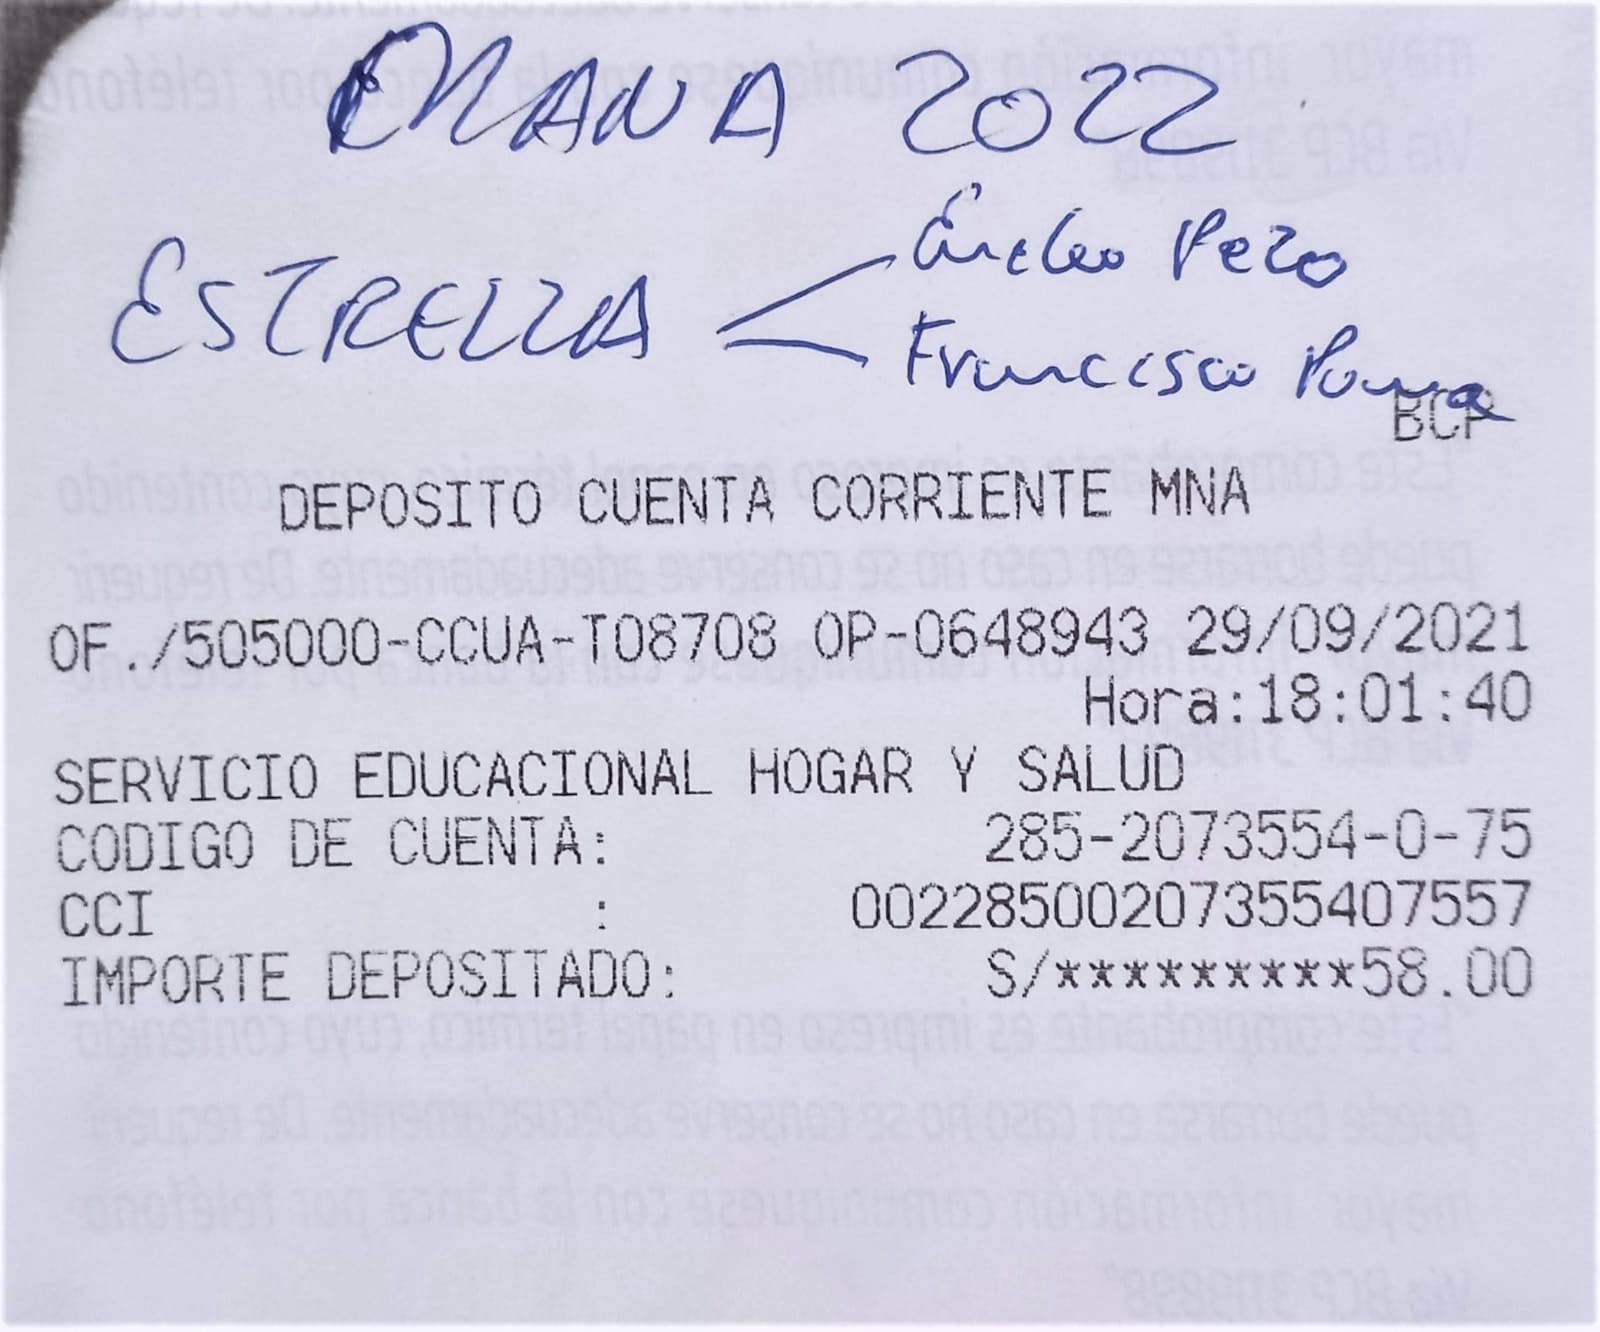 MANA 2022
ESTRELLA
Pezo
Francisco Poma
BCP
DEPOSITO CUENTA CORRIENTE MNA
OF./505000-CCUA-T08708 OP-0648943 29/09/2021
Hora:18:01:40
SERVICIO EDUCACIONAL HOGAR Y SALUD
CODIGO DE CUENTA: 285-2073554-0-75
CCI : 00228500207355407557
IMPORTE DEPOSITADO: S/*********58.00